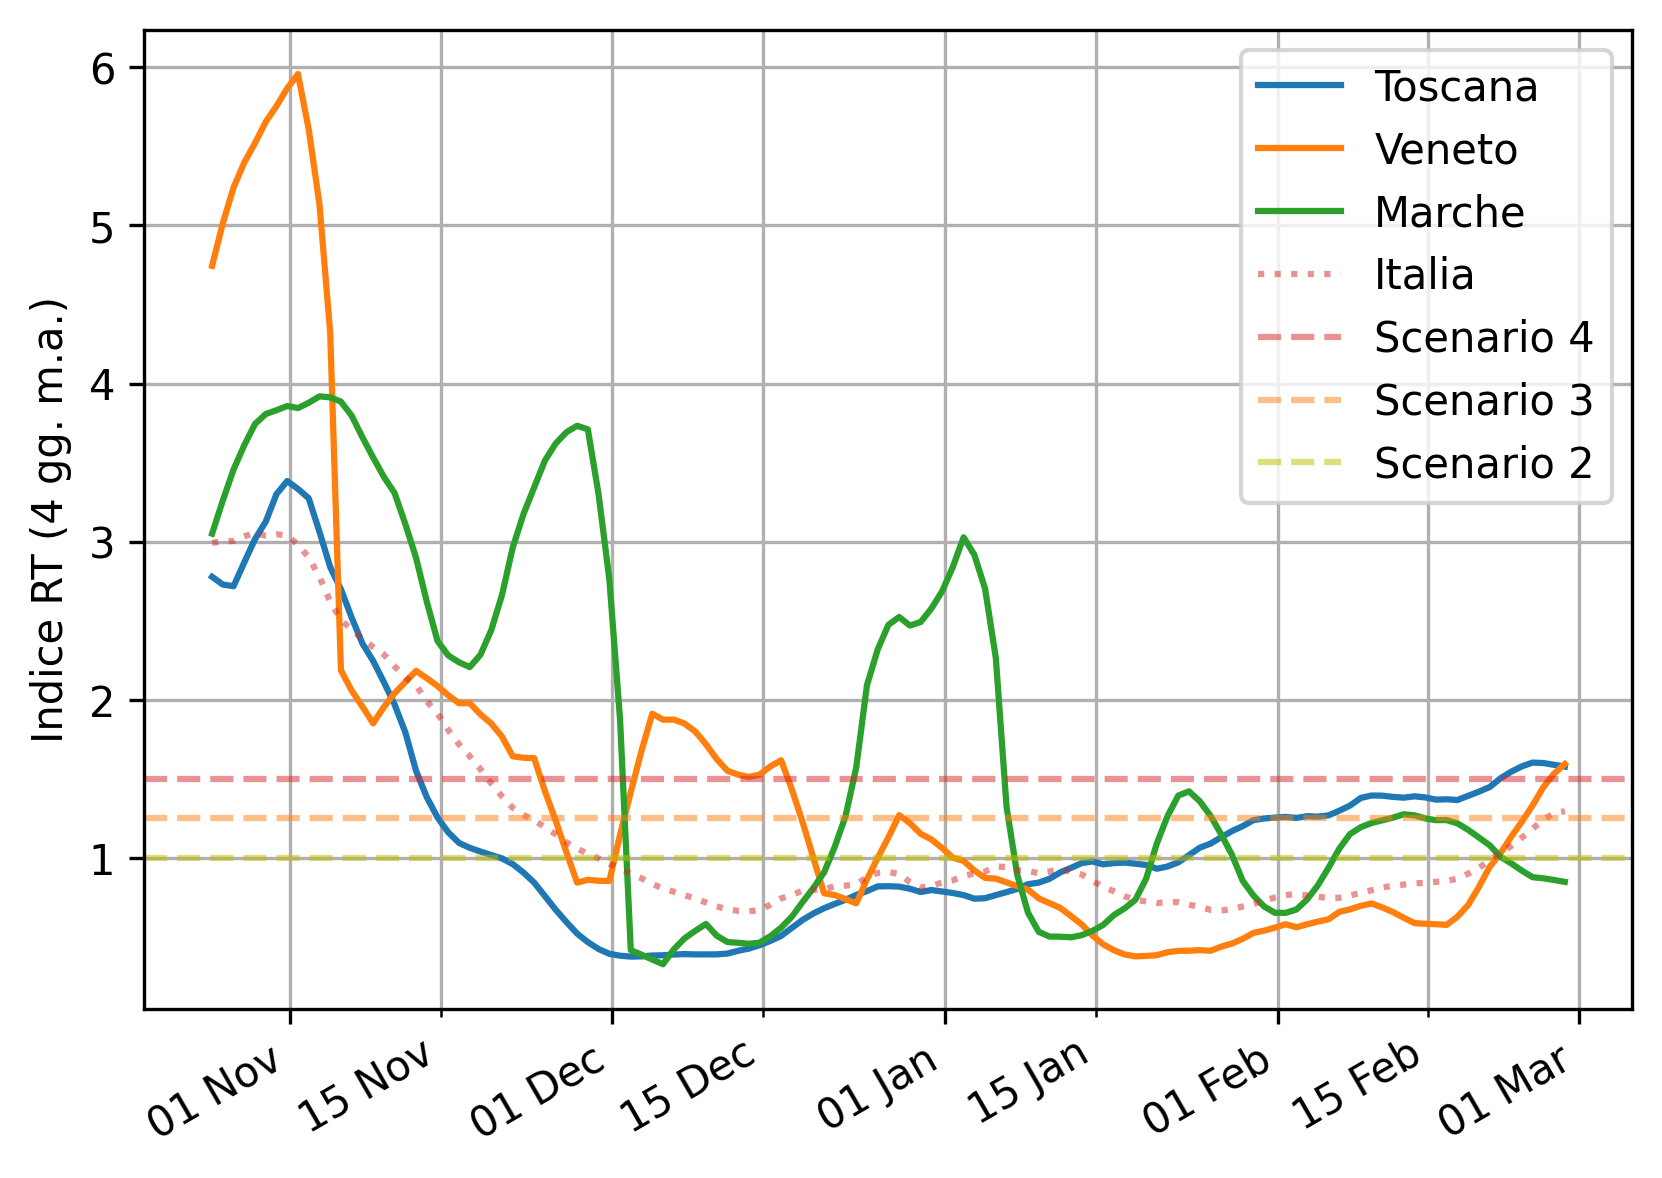 Indice RT (4 gg. m.a.)
6
5
4
3
2
1
Toscana
Veneto
Marche
Italia
Scenario 4
Scenario 3
Scenario 2
01 Nov
15 Nov
01 Dec
15 Dec
01 Jan
15 Jan
01 Feb
15 Feb
01 Mar